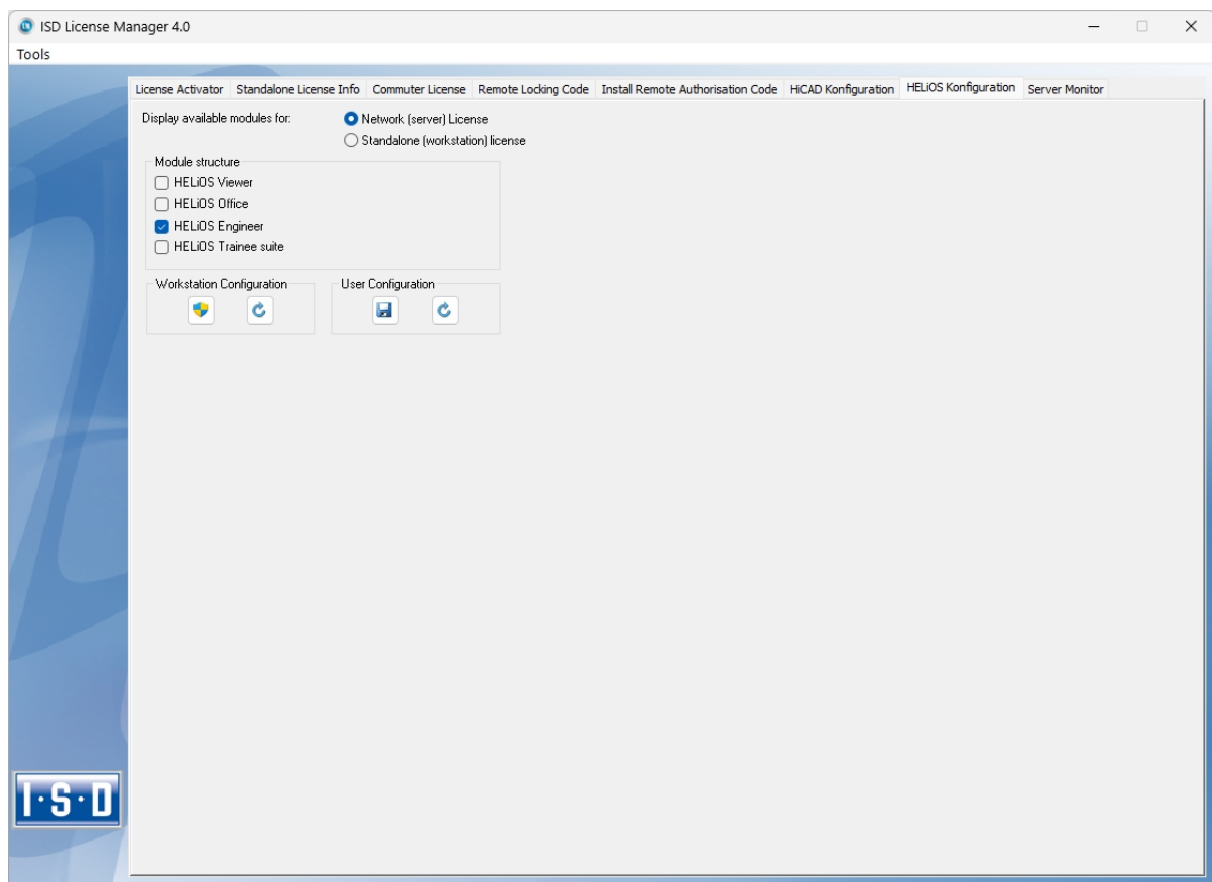 ISD License Manager 4.0
Tools
License Activator Standalone License Info Commuter License Remote Locking Code Install Remote Authorisation Code HiCAD Konfiguration HELiOS Konfiguration Server Monitor
Display available modules for: Network (server) License
Standalone (workstation) license
Module structure
HELiOS Viewer
HELiOS Office
HELiOS Engineer
HELiOS Trainee suite
Workstation Configuration User Configuration
I·S·D